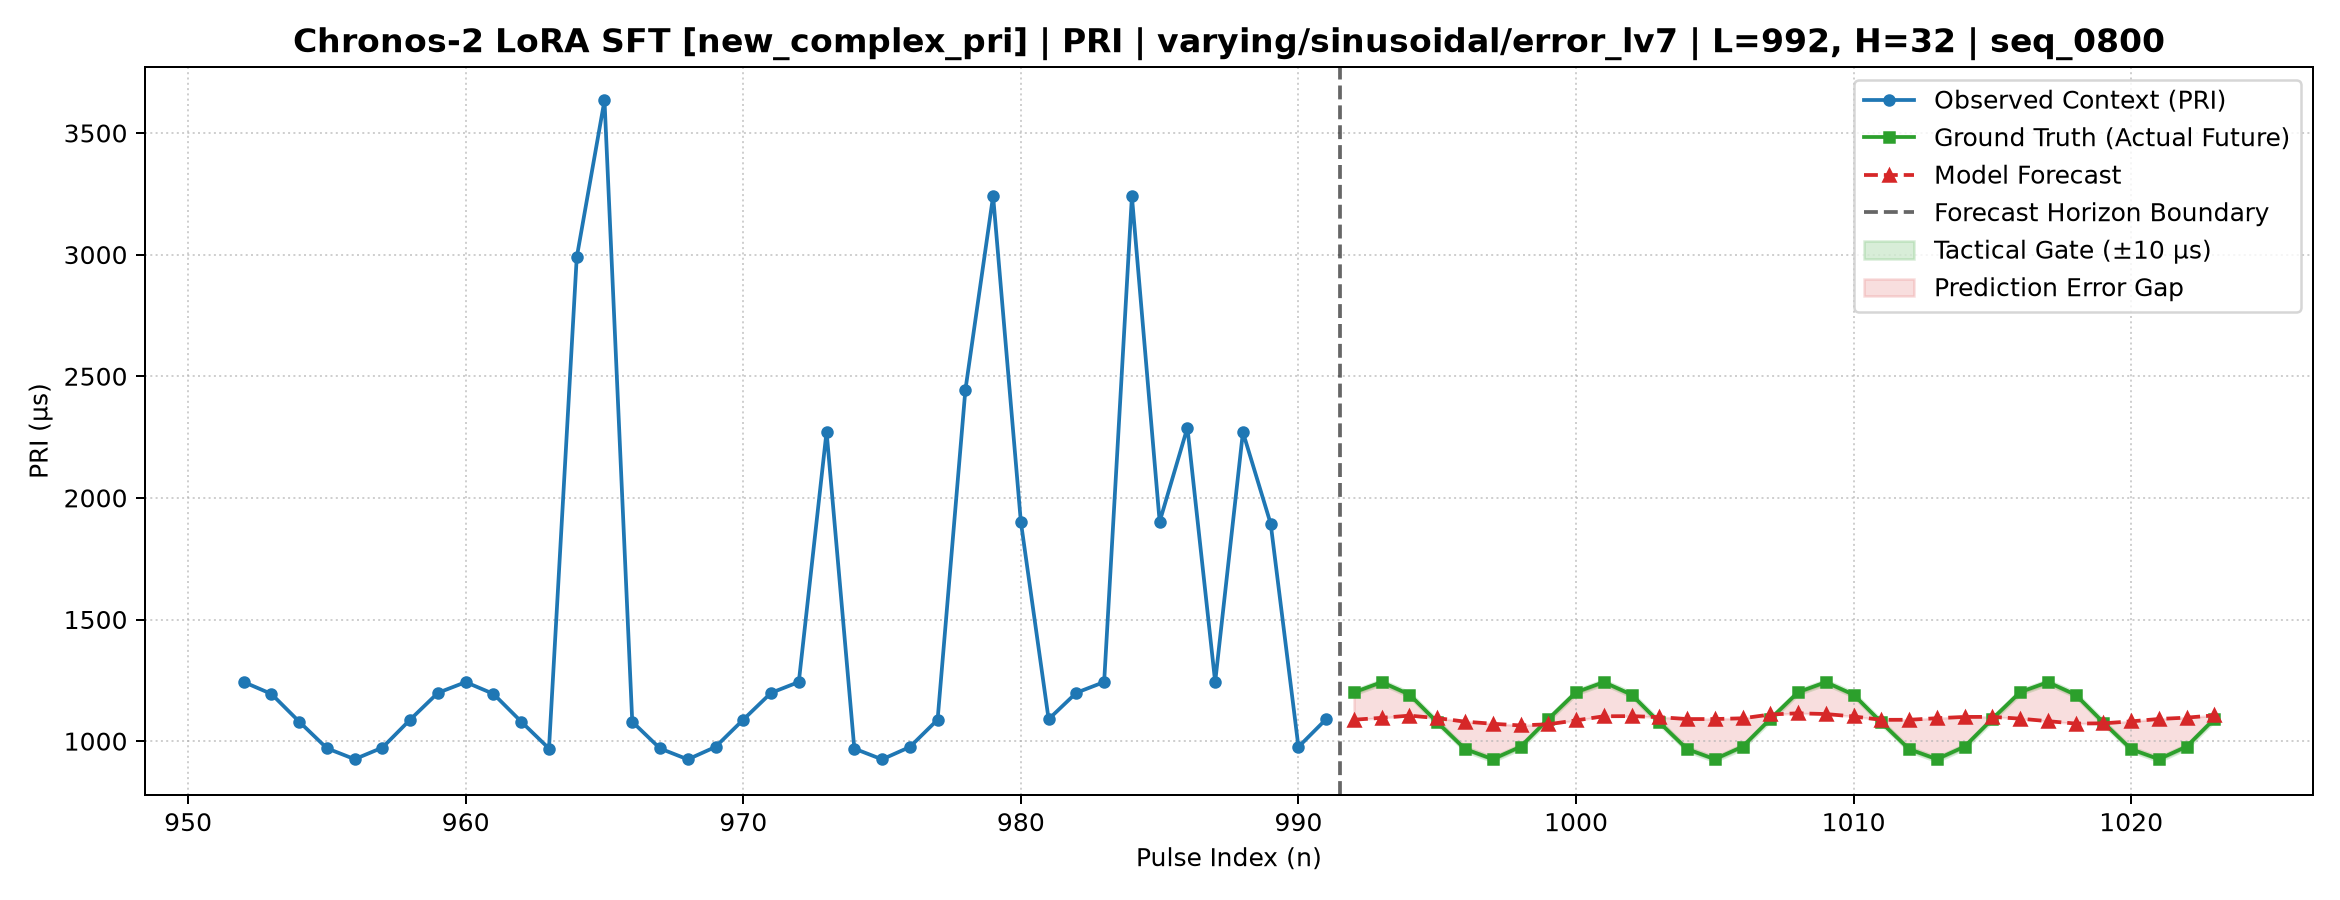 Chronos-2 LoRA SFT [new_complex_pri] | PRI | varying/sinusoidal/error_lv7 | L=992, H=32 | seq_0800
Observed Context (PRI)
Ground Truth (Actual Future)
Model Forecast
Forecast Horizon Boundary
Tactical Gate (±10 μs)
Prediction Error Gap
PRI (μs)
3500
3000
2500
2000
1500
1000
950 960 970 980 990 1000 1010 1020
Pulse Index (n)